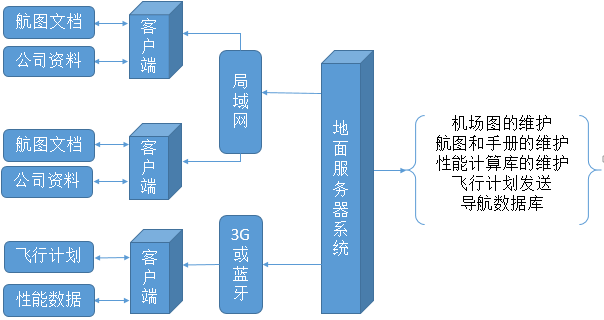 航图文档
公司资料
客户端
局域网
航图文档
公司资料
客户端
飞行计划
性能数据
客户端
3G或蓝牙
地面服务器系统
机场图的维护
航图和手册的维护
性能计算库的维护
飞行计划发送
导航数据库